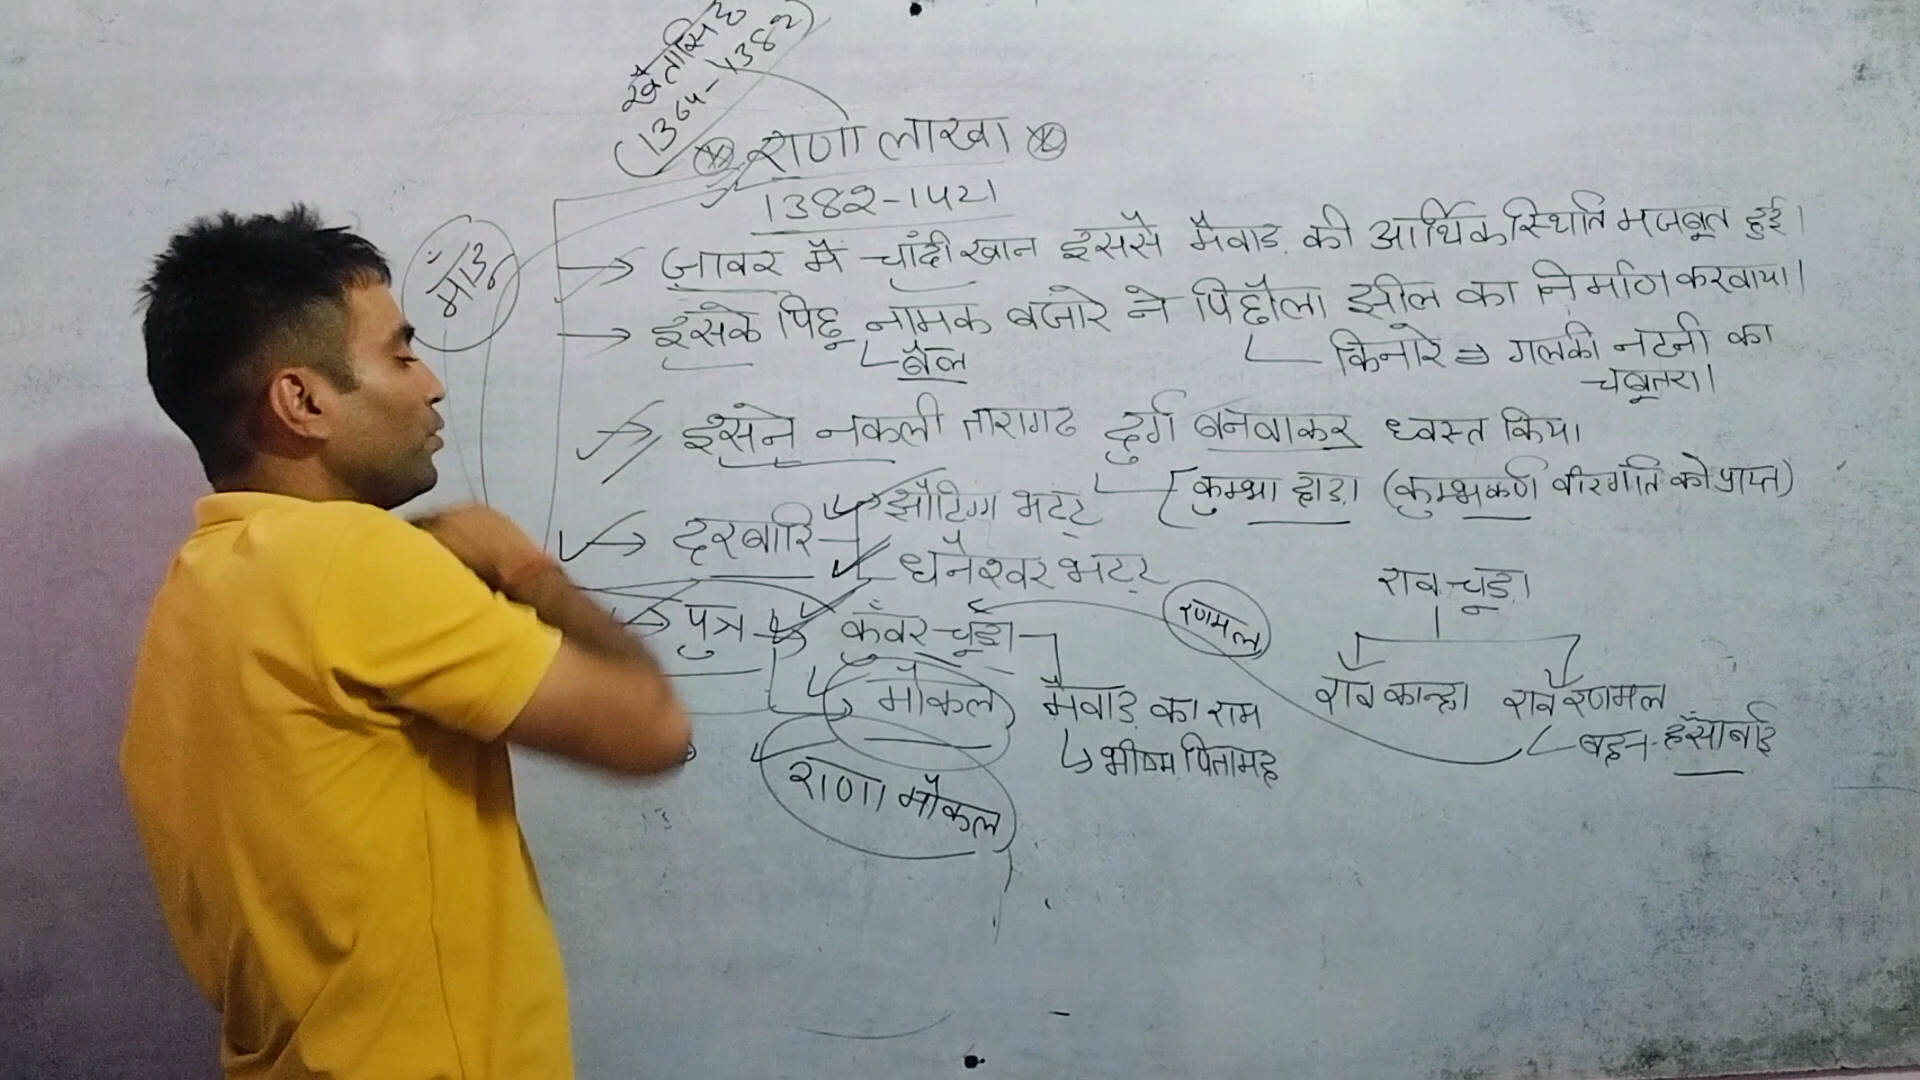 खेतासिंह
(1364-1382)
राणा लाखा
1382-1421
माँडू
→ जावर में चाँदी खान इससे मेवाड़ की आर्थिक स्थिति मजबूत हुई।
→ इसके पिछू नामक बंजारे ने पिछौला झील का निर्माण करवाया।
बैल
किनारे ⇒ गलकी नटनी का
चबूतरा।
→ इसने नकली तारागढ दुर्ग बनवाकर ध्वस्त किया
कुम्भा हाड़ा (कुम्भकर्ण वीरगति को प्राप्त)
→ दरबारि
झौटिंग भट्ट
धनेश्वर भट्ट
→ पुत्र
कुँवर चूड़ा
मौकल
राणा मौकल
मेवाड़ का राम
भीष्म पितामह
रणमल
राव चूड़ा
राव कान्हा राव रणमल
बहन-हँसाबाई